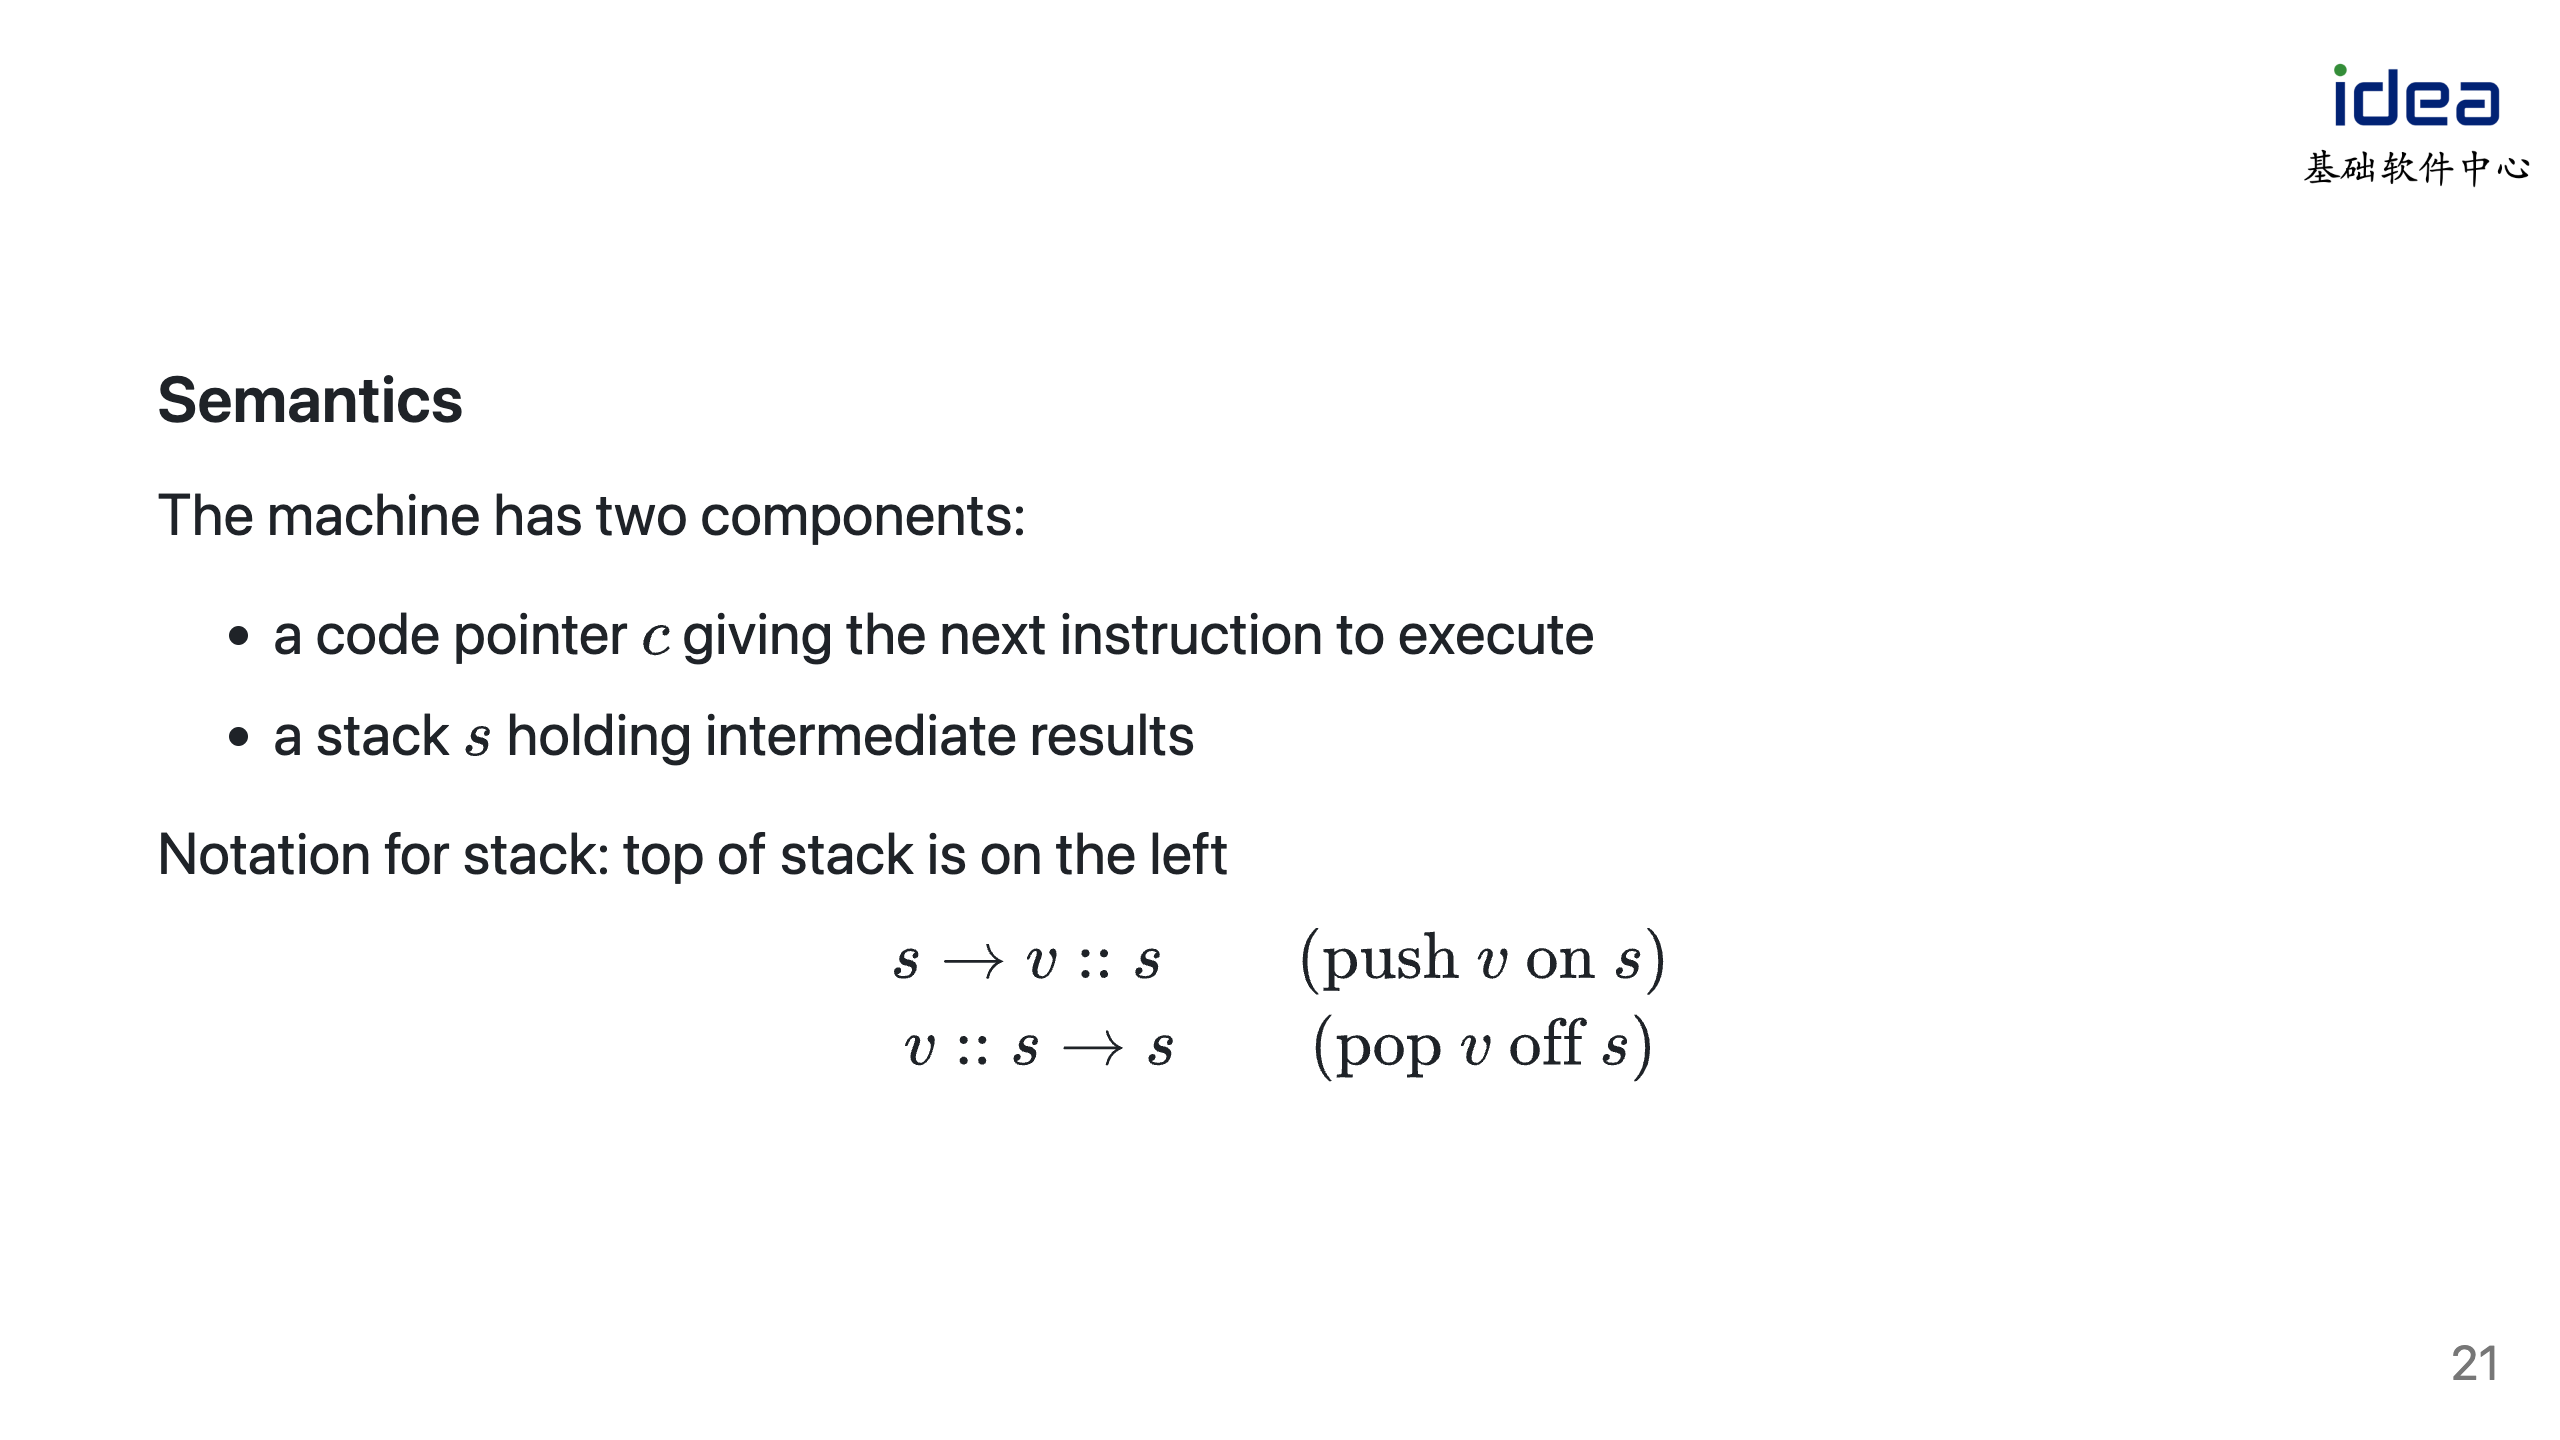 idea
基础软件中心
Semantics
The machine has two components:
• a code pointer c giving the next instruction to execute
• a stack s holding intermediate results
Notation for stack: top of stack is on the left
s → v :: s (push v on s)
v :: s → s (pop v off s)
21